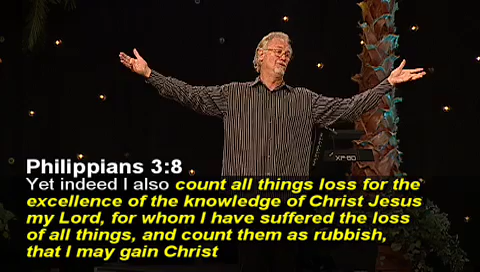 Philippians 3:8
Yet indeed I also count all things loss for the
excellence of the knowledge of Christ Jesus
my Lord, for whom I have suffered the loss
of all things, and count them as rubbish,
that I may gain Christ